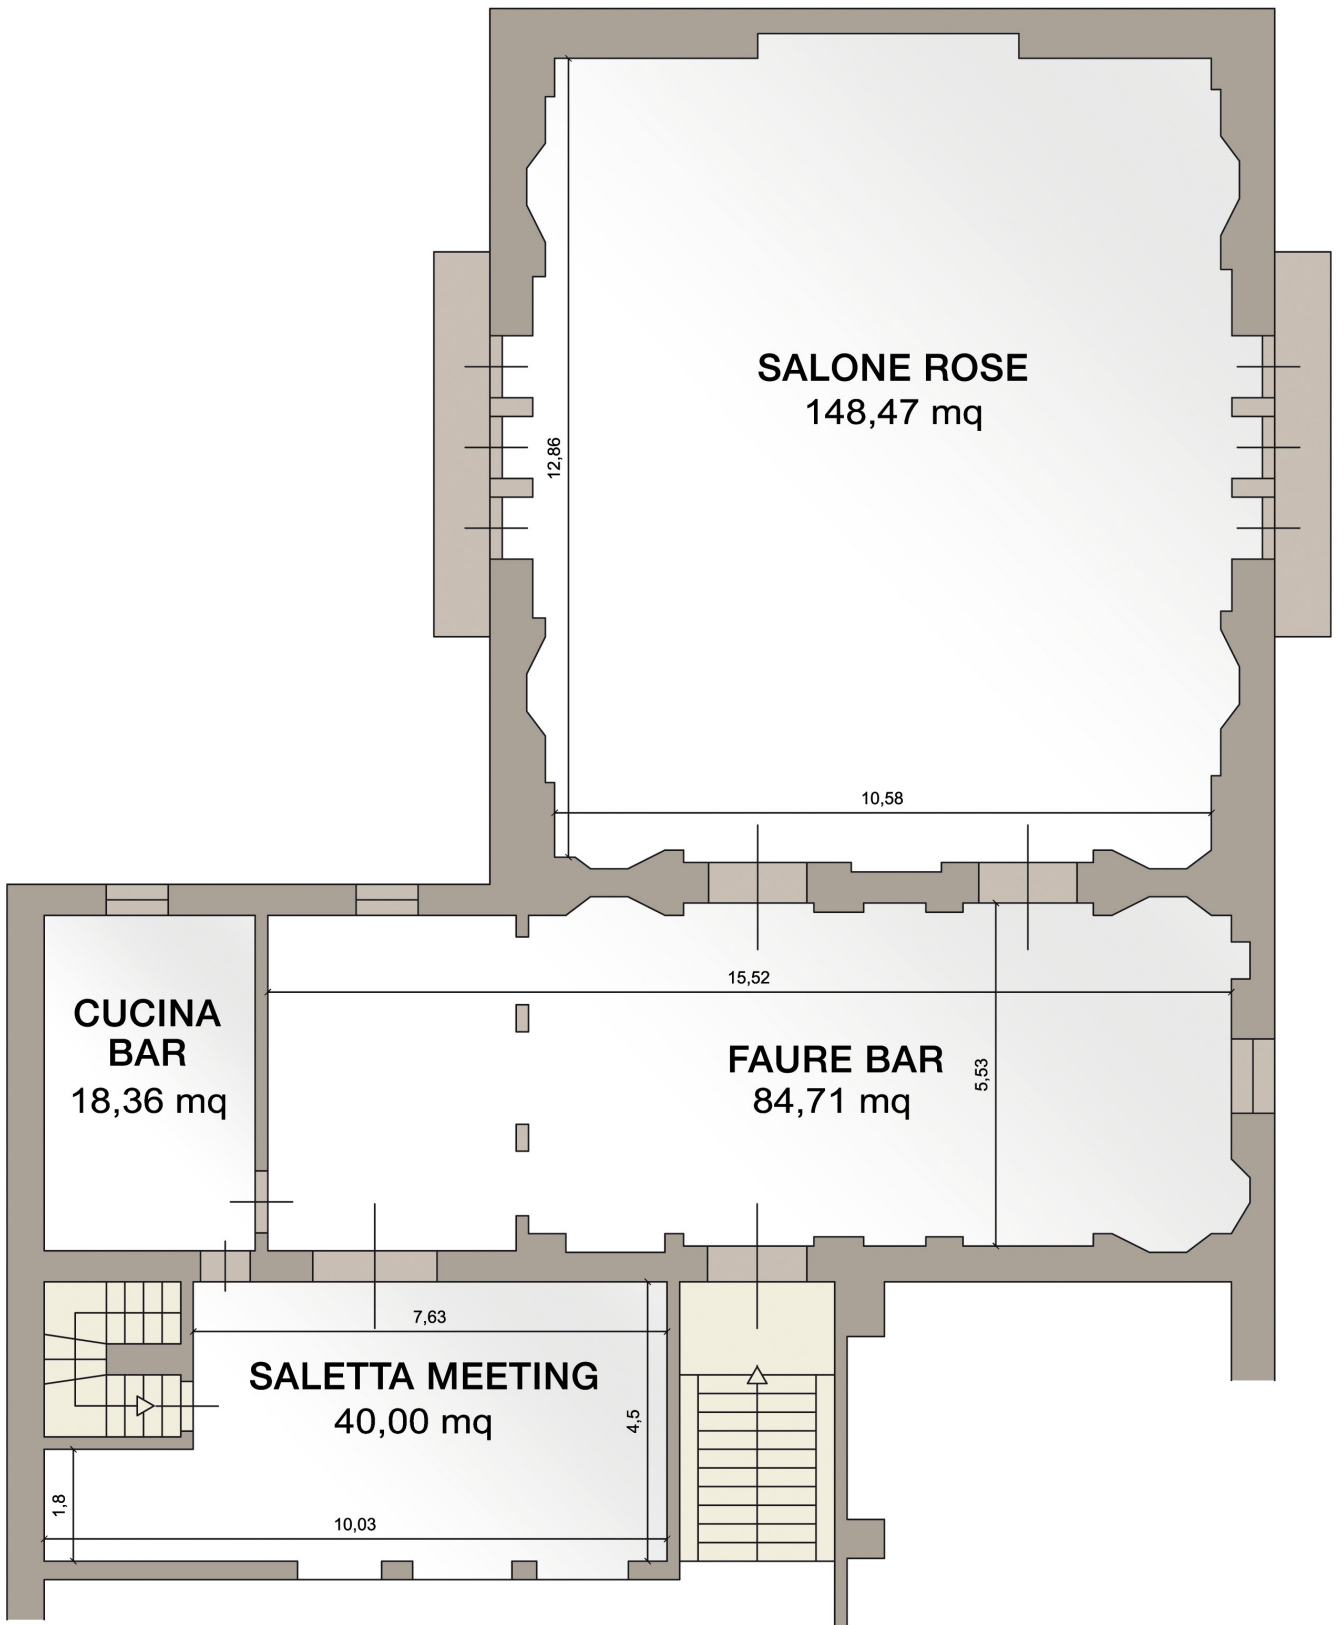 SALONE ROSE
148,47 mq
12,86
10,58
15,52
CUCINA
BAR
18,36 mq
FAURE BAR
84,71 mq
5,53
7,63
SALETTA MEETING
40,00 mq
4,5
1,8
10,03